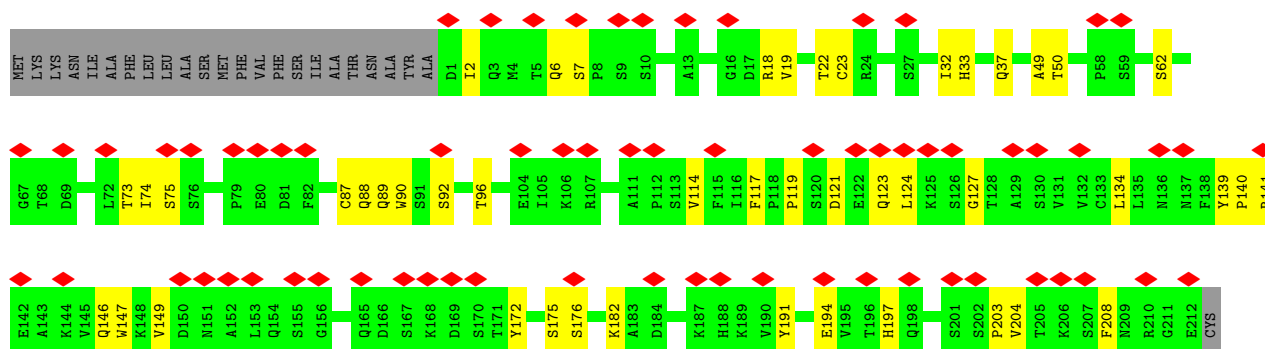 MET LYS LYS ASN ILE ALA PHE LEU LEU ALA SER MET PHE VAL PHE SER ILE ALA THR ASN ALA TYR ALA D1 I2 Q3 M4 T5 Q6 S7 P8 S9 S10 A13 G16 D17 R18 V19 T22 C23 R24 S27 I32 H33 Q37 A49 T50 P58 S59 S62
G67 T68 D69 L72 T73 I74 S75 S76 P79 E80 D81 F82 C87 Q88 Q89 W90 S91 S92 T96 E104 I105 K106 R107 A111 P112 S113 V114 F115 I116 F117 P118 P119 S120 D121 E122 Q123 L124 K125 S126 G127 T128 A129 S130 V131 V132 C133 L134 L135 N136 N137 F138 Y139 P140
E142 A143 K144 V145 Q146 W147 K148 V149 D150 N151 A152 L153 Q154 S155 G156 Q165 D166 S167 K168 D169 S170 T171 Y172 S175 S176 K182 A183 D184 K187 H188 K189 V190 Y191 E194 V195 T196 H197 Q198 S201 S202 P203 V204 T205 K206 S207 F208 N209 R210 G211 E212 CYS